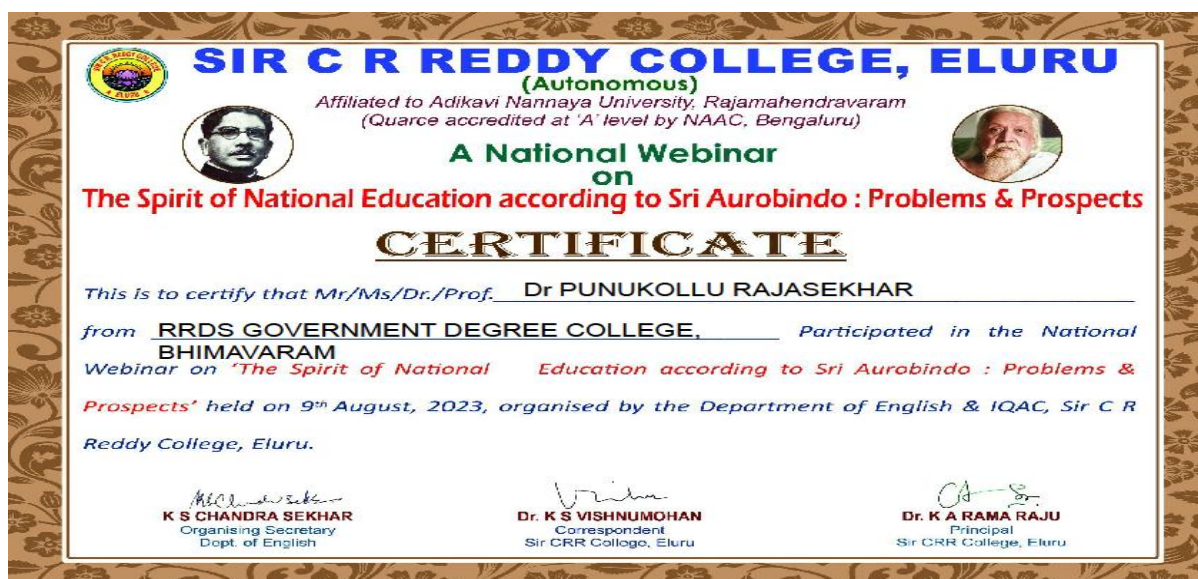 SIR C R REDDY COLLEGE, ELURU
(Autonomous)
Affiliated to Adikavi Nannaya University, Rajamahendravaram
(Quarce accredited at 'A' level by NAAC, Bengaluru)
A National Webinar
on
The Spirit of National Education according to Sri Aurobindo : Problems & Prospects
CERTIFICATE
This is to certify that Mr/Ms/Dr./Prof. Dr PUNUKOLLU RAJASEKHAR
from RRDS GOVERNMENT DEGREE COLLEGE, Participated in the National
BHIMAVARAM
Webinar on 'The Spirit of National Education according to Sri Aurobindo : Problems &
Prospects' held on 9th August, 2023, organised by the Department of English & IQAC, Sir C R
Reddy College, Eluru.
K S CHANDRA SEKHAR
Organising Secretary
Dept. of English
Dr. K S VISHNUMOHAN
Correspondent
Sir CRR College, Eluru
Dr. K A RAMA RAJU
Principal
Sir CRR College, Eluru